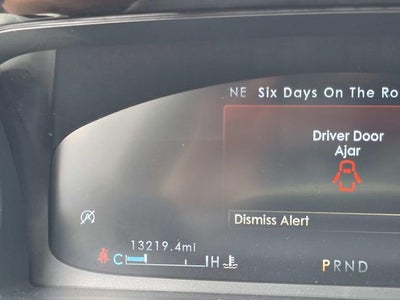 NE Six Days On The Ro
Driver Door
Ajar
Dismiss Alert
13219.4mi
C H
PRND